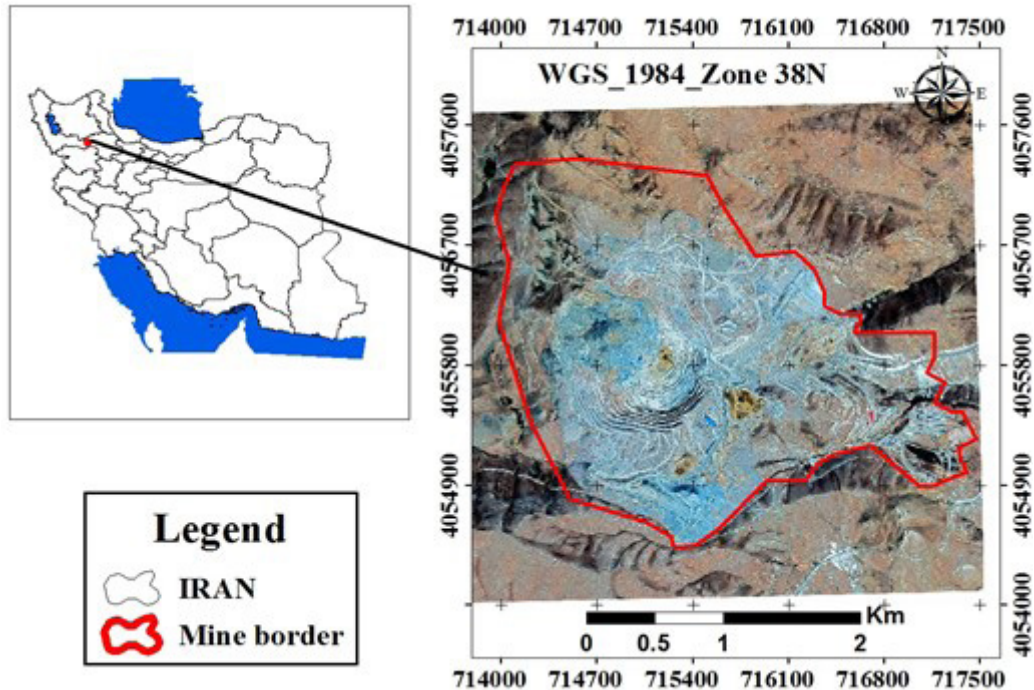 714000 714700 715400 716100 716800 717500
WGS_1984_Zone 38N
N
W E
S
4057600 4057600
4056700 4056700
4055800 4055800
4054900 4054900
4054000 4054000
Km
0 0.5 1 2
714000 714700 715400 716100 716800 717500
Legend
IRAN
Mine border